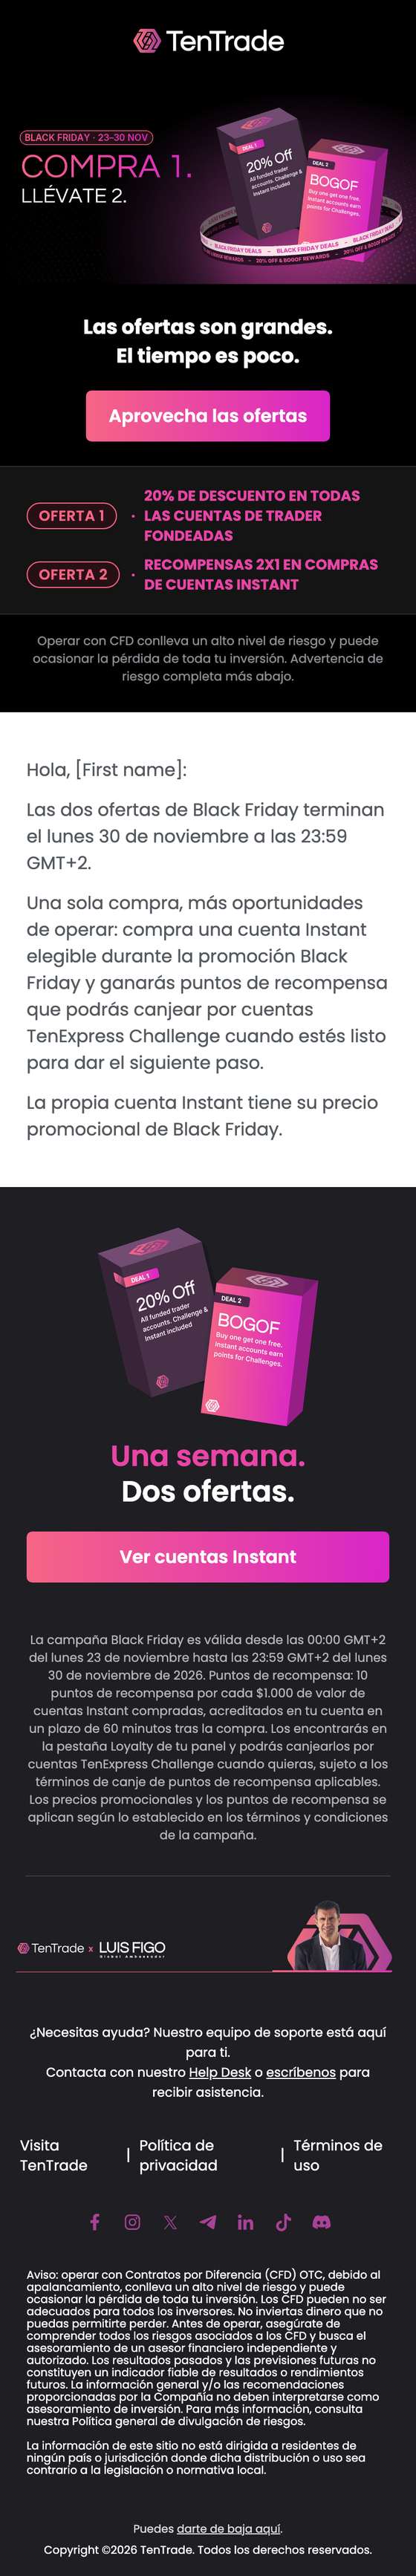 TenTrade
BLACK FRIDAY · 23-30 NOV
COMPRA 1.
LLÉVATE 2.
DEAL 1
20% Off
All funded trader
accounts. Challenge &
Instant included
DEAL 2
BOGOF
Buy one get one free.
Instant accounts earn
points for Challenges.
BLACK FRIDAY DEALS – BLACK FRIDAY DEALS – BLACK FRIDAY
20% OFF & BOGOF REWARDS
Las ofertas son grandes.
El tiempo es poco.
Aprovecha las ofertas
OFERTA 1
· 20% DE DESCUENTO EN TODAS
LAS CUENTAS DE TRADER
FONDEADAS
OFERTA 2
· RECOMPENSAS 2X1 EN COMPRAS
DE CUENTAS INSTANT
Operar con CFD conlleva un alto nivel de riesgo y puede
ocasionar la pérdida de toda tu inversión. Advertencia de
riesgo completa más abajo.
Hola, [First name]:
Las dos ofertas de Black Friday terminan
el lunes 30 de noviembre a las 23:59
GMT+2.
Una sola compra, más oportunidades
de operar: compra una cuenta Instant
elegible durante la promoción Black
Friday y ganarás puntos de recompensa
que podrás canjear por cuentas
TenExpress Challenge cuando estés listo
para dar el siguiente paso.
La propia cuenta Instant tiene su precio
promocional de Black Friday.
DEAL 1
20% Off
All funded trader
accounts. Challenge &
Instant included
DEAL 2
BOGOF
Buy one get one free.
Instant accounts earn
points for Challenges.
Una semana.
Dos ofertas.
Ver cuentas Instant
La campaña Black Friday es válida desde las 00:00 GMT+2
del lunes 23 de noviembre hasta las 23:59 GMT+2 del lunes
30 de noviembre de 2026. Puntos de recompensa: 10
puntos de recompensa por cada $1.000 de valor de
cuentas Instant compradas, acreditados en tu cuenta en
un plazo de 60 minutos tras la compra. Los encontrarás en
la pestaña Loyalty de tu panel y podrás canjearlos por
cuentas TenExpress Challenge cuando quieras, sujeto a los
términos de canje de puntos de recompensa aplicables.
Los precios promocionales y los puntos de recompensa se
aplican según lo establecido en los términos y condiciones
de la campaña.
TenTrade x LUIS FIGO
Global Ambassador
¿Necesitas ayuda? Nuestro equipo de soporte está aquí
para ti.
Contacta con nuestro Help Desk o escríbenos para
recibir asistencia.
Visita
TenTrade
|
Política de
privacidad
|
Términos de
uso
Aviso: operar con Contratos por Diferencia (CFD) OTC, debido al
apalancamiento, conlleva un alto nivel de riesgo y puede
ocasionar la pérdida de toda tu inversión. Los CFD pueden no ser
adecuados para todos los inversores. No inviertas dinero que no
puedas permitirte perder. Antes de operar, asegúrate de
comprender todos los riesgos asociados a los CFD y busca el
asesoramiento de un asesor financiero independiente y
autorizado. Los resultados pasados y las previsiones futuras no
constituyen un indicador fiable de resultados o rendimientos
futuros. La información general y/o las recomendaciones
proporcionadas por la Compañía no deben interpretarse como
asesoramiento de inversión. Para más información, consulta
nuestra Política general de divulgación de riesgos.
La información de este sitio no está dirigida a residentes de
ningún país o jurisdicción donde dicha distribución o uso sea
contrario a la legislación o normativa local.
Puedes darte de baja aquí.
Copyright ©2026 TenTrade. Todos los derechos reservados.